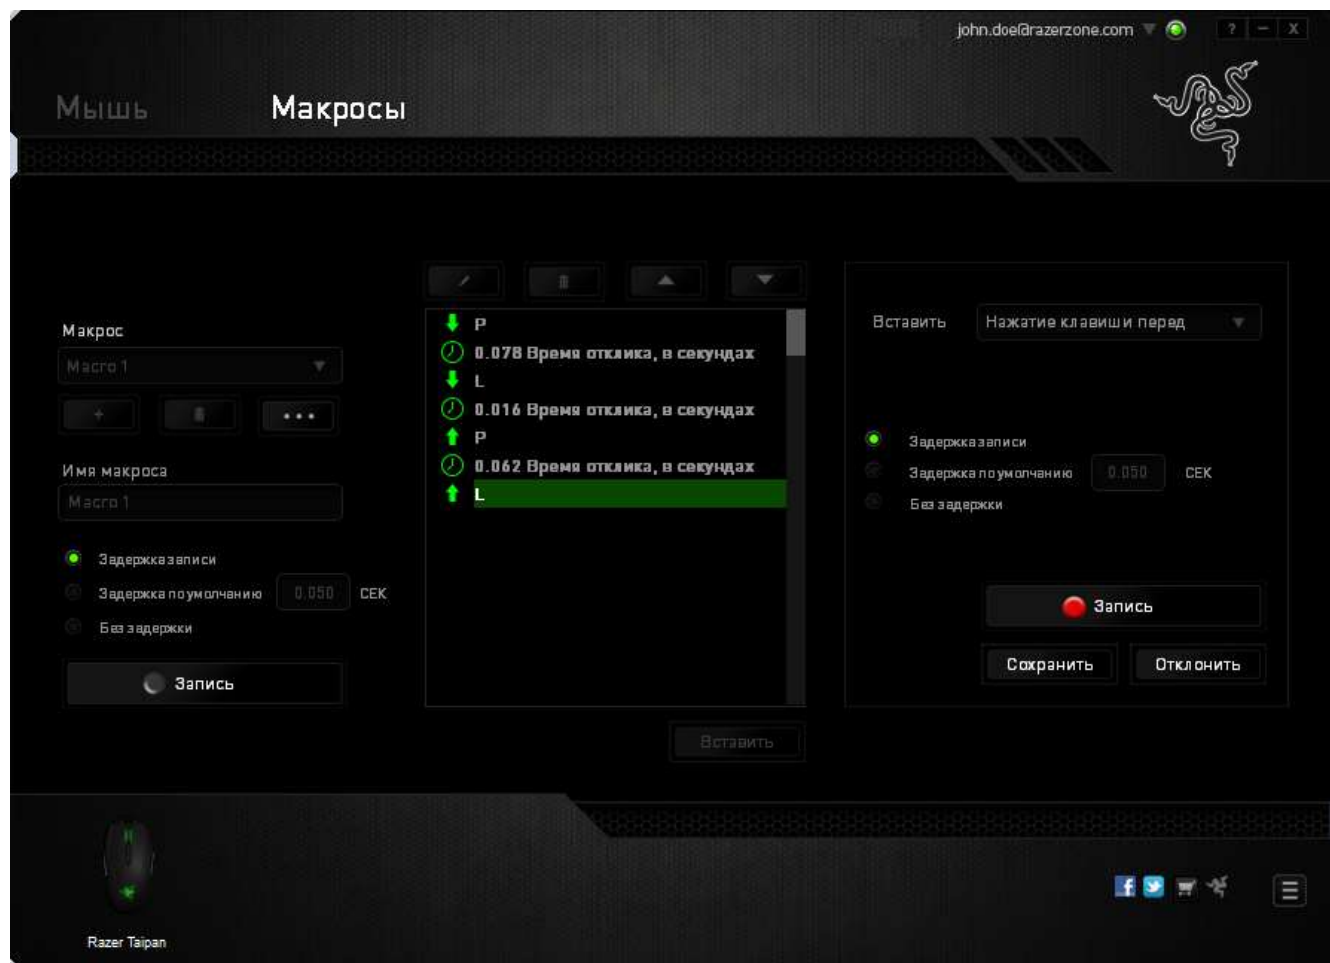 john.doe@razerzone.com
? – X
Мышь
Макросы
Макрос
Macro 1
+
Имя макроса
Macro 1
Задержка записи
Задержка по умолчанию 0.050 СЕК
Без задержки
Запись
P
0.078 Время отклика, в секундах
L
0.016 Время отклика, в секундах
P
0.062 Время отклика, в секундах
L
Вставить
Вставить Нажатие клавиши перед
Задержка записи
Задержка по умолчанию 0.050 СЕК
Без задержки
Запись
Сохранить
Отклонить
Razer Taipan